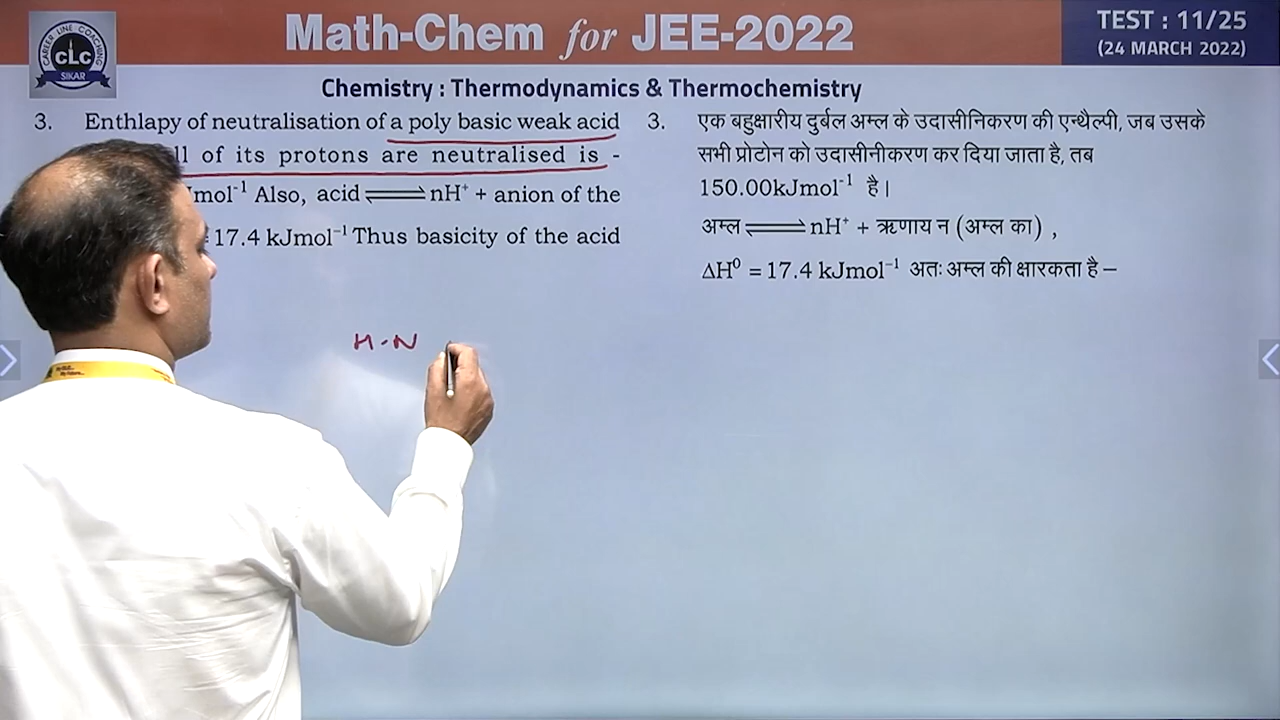 Math-Chem for JEE-2022
TEST : 11/25
(24 MARCH 2022)
CAREER LINE COACHING
CLC
SIKAR
Chemistry : Thermodynamics & Thermochemistry
3. Enthlapy of neutralisation of a poly basic weak acid
ll of its protons are neutralised is -
mol⁻¹ Also, acid ⇌ nH⁺ + anion of the
= 17.4 kJmol⁻¹ Thus basicity of the acid
3. एक बहुक्षारीय दुर्बल अम्ल के उदासीनिकरण की एन्थैल्पी, जब उसके
सभी प्रोटोन को उदासीनीकरण कर दिया जाता है, तब
150.00kJmol⁻¹ है।
अम्ल ⇌ nH⁺ + ऋणाय न (अम्ल का) ,
ΔH⁰ = 17.4 kJmol⁻¹ अतः अम्ल की क्षारकता है –
H·N